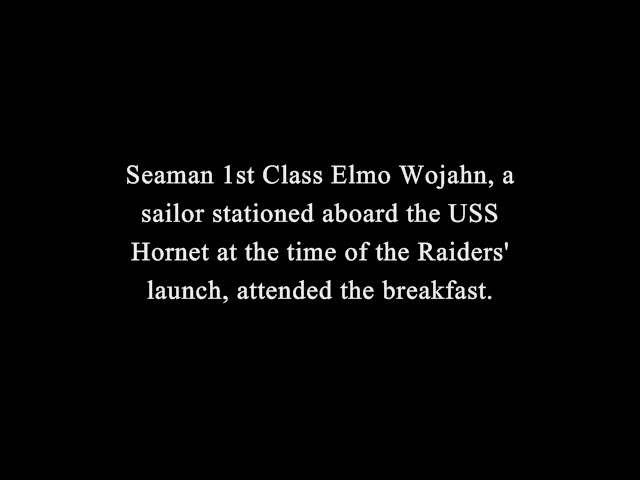 Seaman 1st Class Elmo Wojahn, a
sailor stationed aboard the USS
Hornet at the time of the Raiders'
launch, attended the breakfast.